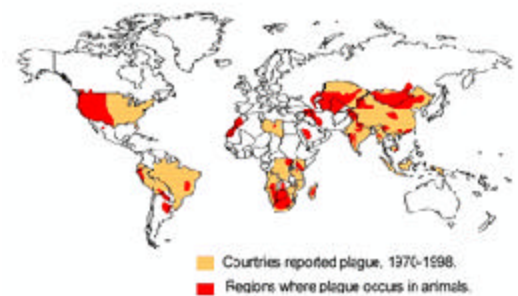 Countries reported plague, 1970-1998.
Regions where plague occurs in animals.